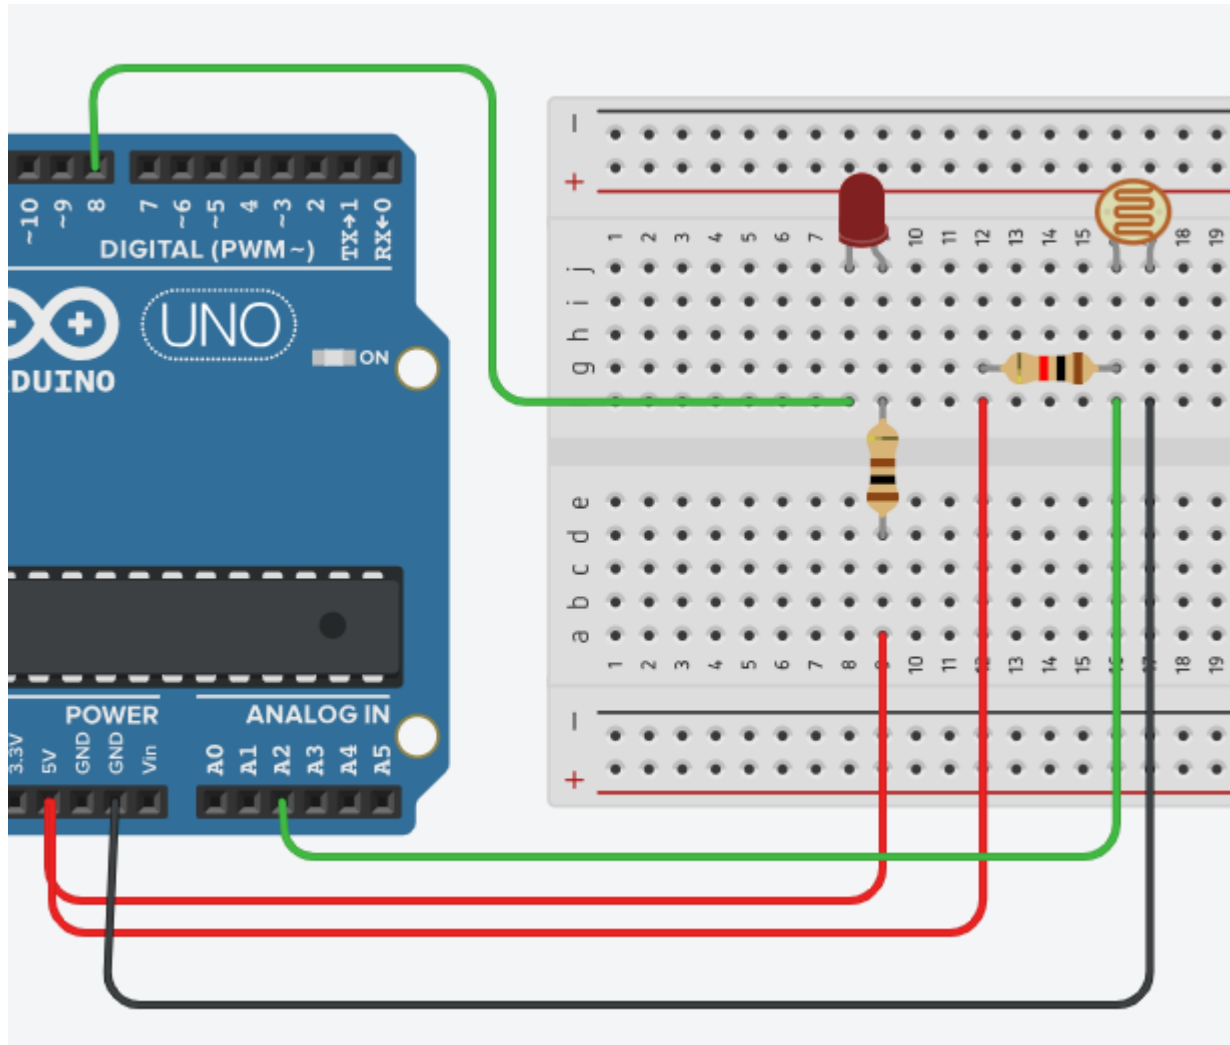 ~10 ~9 8 7 ~6 ~5 4 ~3 2 TX→1 RX←0
DIGITAL (PWM ~)
UNO
ON
DUINO
POWER
ANALOG IN
3.3V 5V GND GND Vin A0 A1 A2 A3 A4 A5
−
+
1 2 3 4 5 6 7 10 11 12 13 14 15 18 19
j
i
h
g
e
d
c
b
a
1 2 3 4 5 6 7 8 9 10 11 12 13 14 15 16 17 18 19
−
+